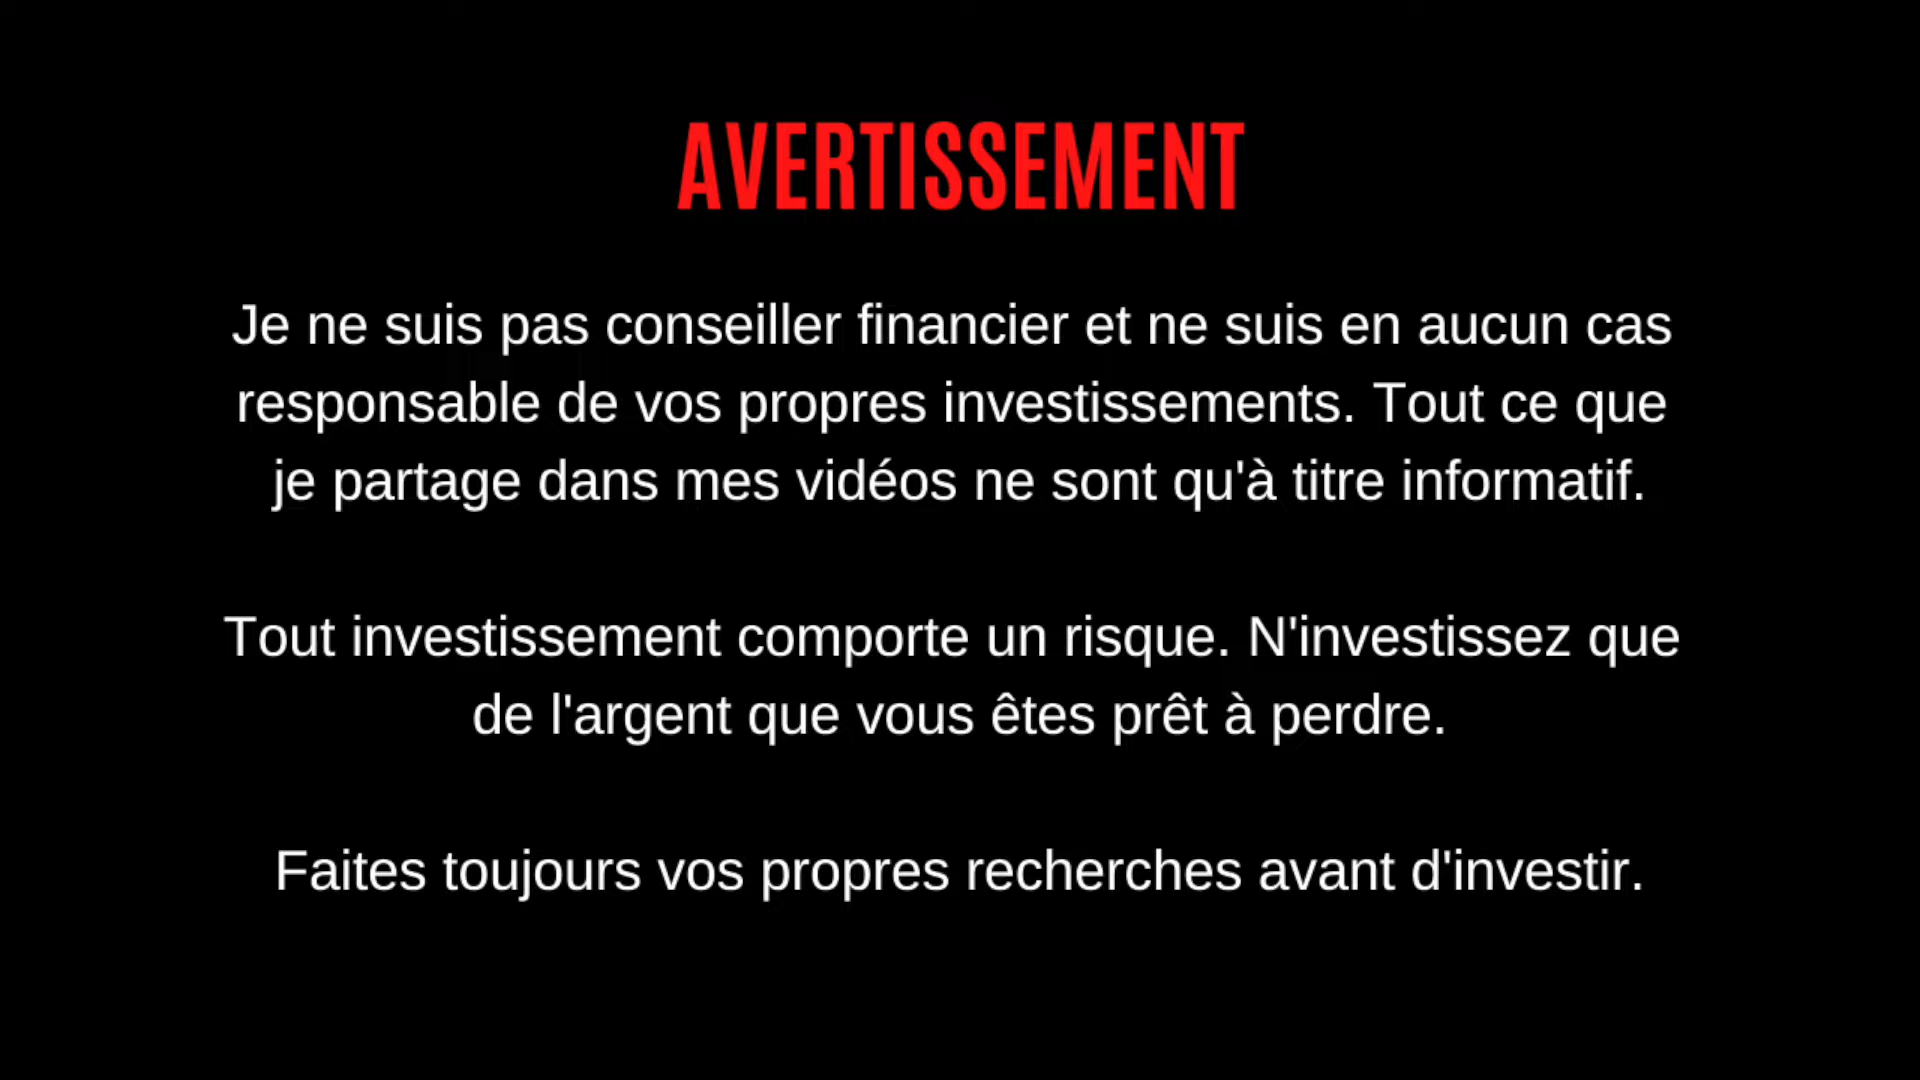 AVERTISSEMENT
Je ne suis pas conseiller financier et ne suis en aucun cas
responsable de vos propres investissements. Tout ce que
je partage dans mes vidéos ne sont qu'à titre informatif.
Tout investissement comporte un risque. N'investissez que
de l'argent que vous êtes prêt à perdre.
Faites toujours vos propres recherches avant d'investir.